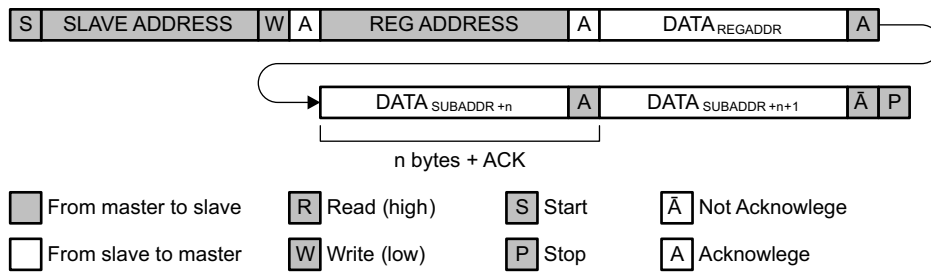 S SLAVE ADDRESS W A REG ADDRESS A DATA REGADDR A
DATA SUBADDR +n A DATA SUBADDR +n+1 Ā P
n bytes + ACK
From master to slave R Read (high) S Start Ā Not Acknowlege
From slave to master W Write (low) P Stop A Acknowlege